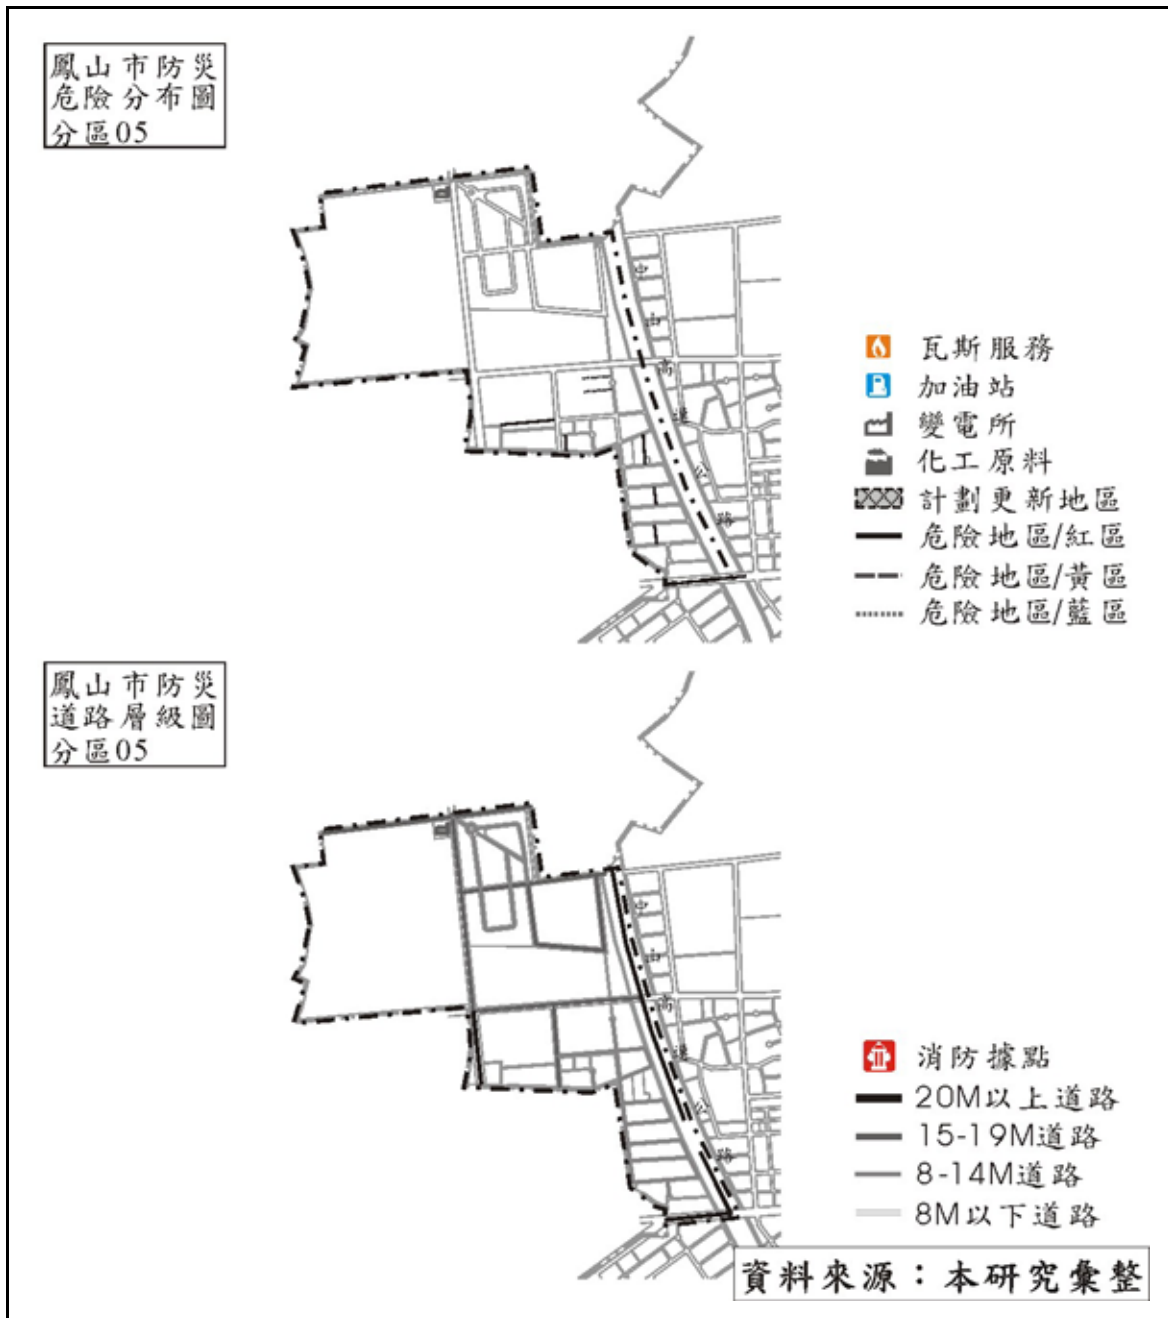 鳳山市防災
危險分布圖
分區05
中
山
高
速
公
路
瓦斯服務
加油站
變電所
化工原料
計劃更新地區
危險地區/紅區
危險地區/黃區
危險地區/藍區
鳳山市防災
道路層級圖
分區05
中
山
高
速
公
路
消防據點
20M以上道路
15-19M道路
8-14M道路
8M以下道路
資料來源：本研究彙整